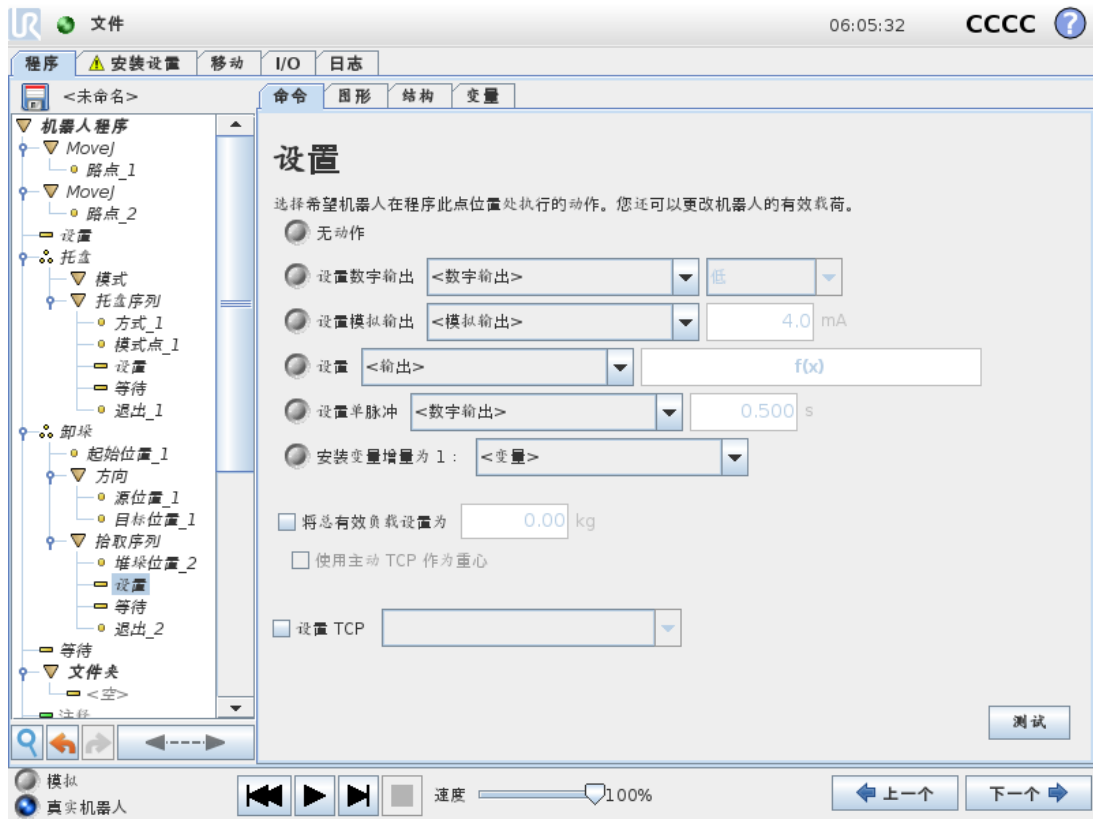 UR 文件 06:05:32 CCCC ?
程序 安装设置 移动 I/O 日志
<未命名>
命令 图形 结构 变量
机器人程序
MoveJ
路点_1
MoveJ
路点_2
设置
托盘
模式
托盘序列
方式_1
模式点_1
设置
等待
退出_1
卸垛
起始位置_1
方向
源位置_1
目标位置_1
拾取序列
堆垛位置_2
设置
等待
退出_2
等待
文件夹
<空>
注释
设置
选择希望机器人在程序此点位置处执行的动作。您还可以更改机器人的有效载荷。
无动作
设置数字输出 <数字输出> 低
设置模拟输出 <模拟输出> 4.0 mA
设置 <输出> f(x)
设置单脉冲 <数字输出> 0.500 s
安装变量增量为 1： <变量>
将总有效负载设置为 0.00 kg
使用主动 TCP 作为重心
设置 TCP
测试
模拟
真实机器人
速度 100%
上一个 下一个